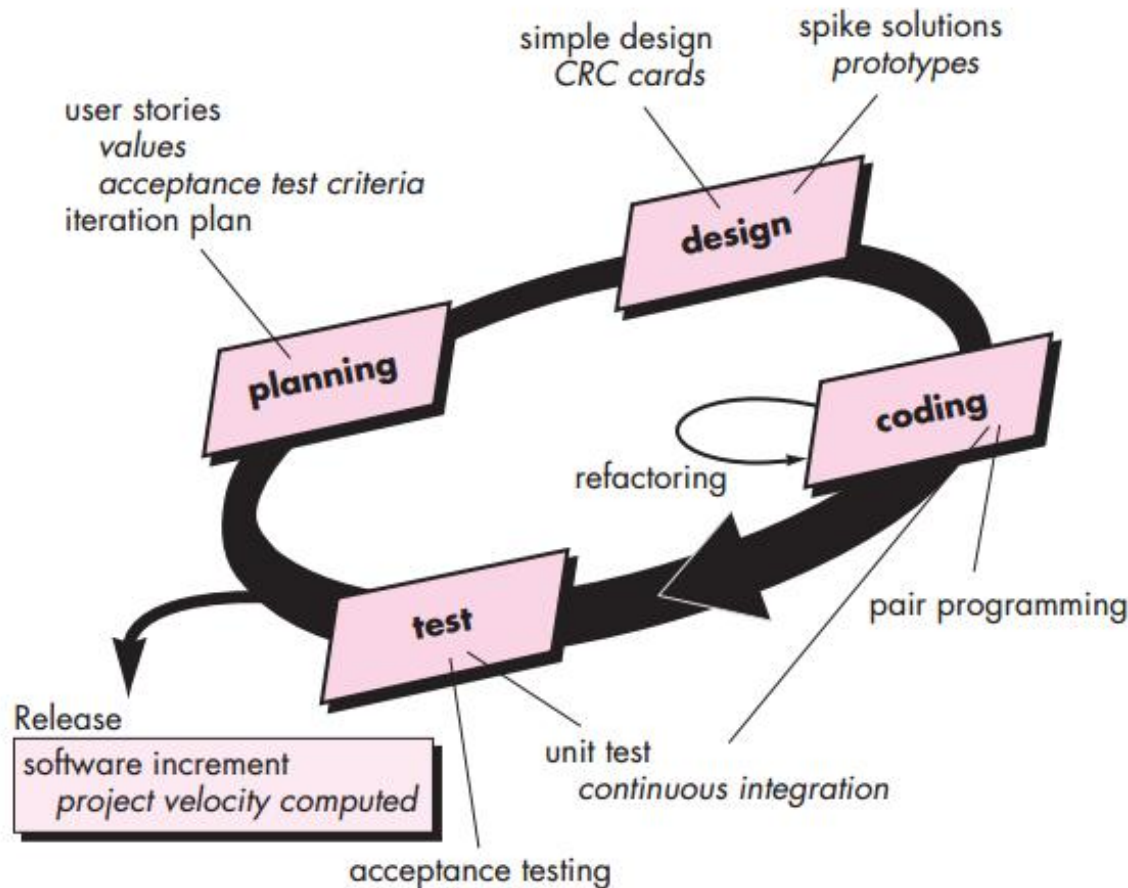 simple design
CRC cards
spike solutions
prototypes
user stories
values
acceptance test criteria
iteration plan
design
planning
coding
refactoring
test
pair programming
Release
software increment
project velocity computed
unit test
continuous integration
acceptance testing